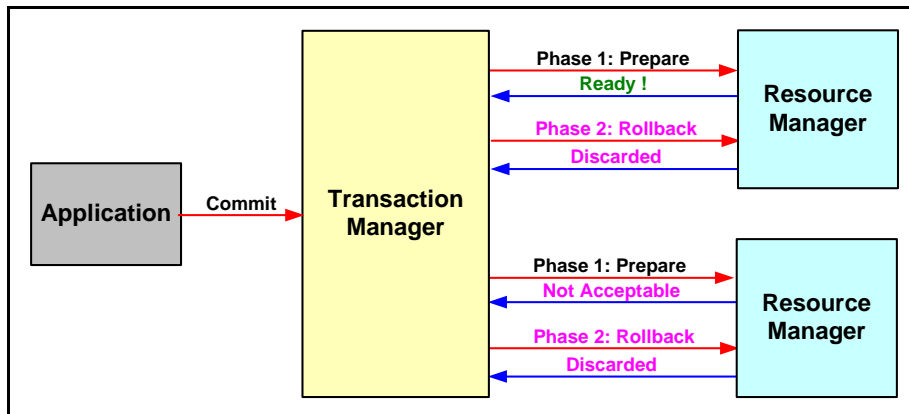 Phase 1: Prepare
Ready !
Phase 2: Rollback
Discarded
Resource
Manager
Application
Commit
Transaction
Manager
Phase 1: Prepare
Not Acceptable
Phase 2: Rollback
Discarded
Resource
Manager